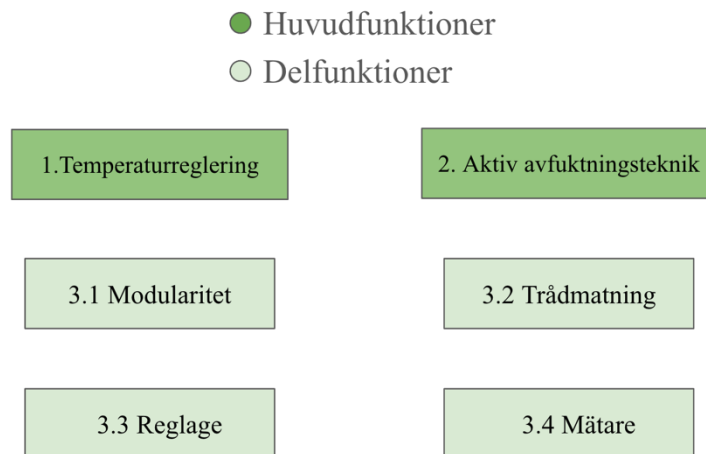 Huvudfunktioner
Delfunktioner
1.Temperaturreglering
2. Aktiv avfuktningsteknik
3.1 Modularitet
3.2 Trådmatning
3.3 Reglage
3.4 Mätare